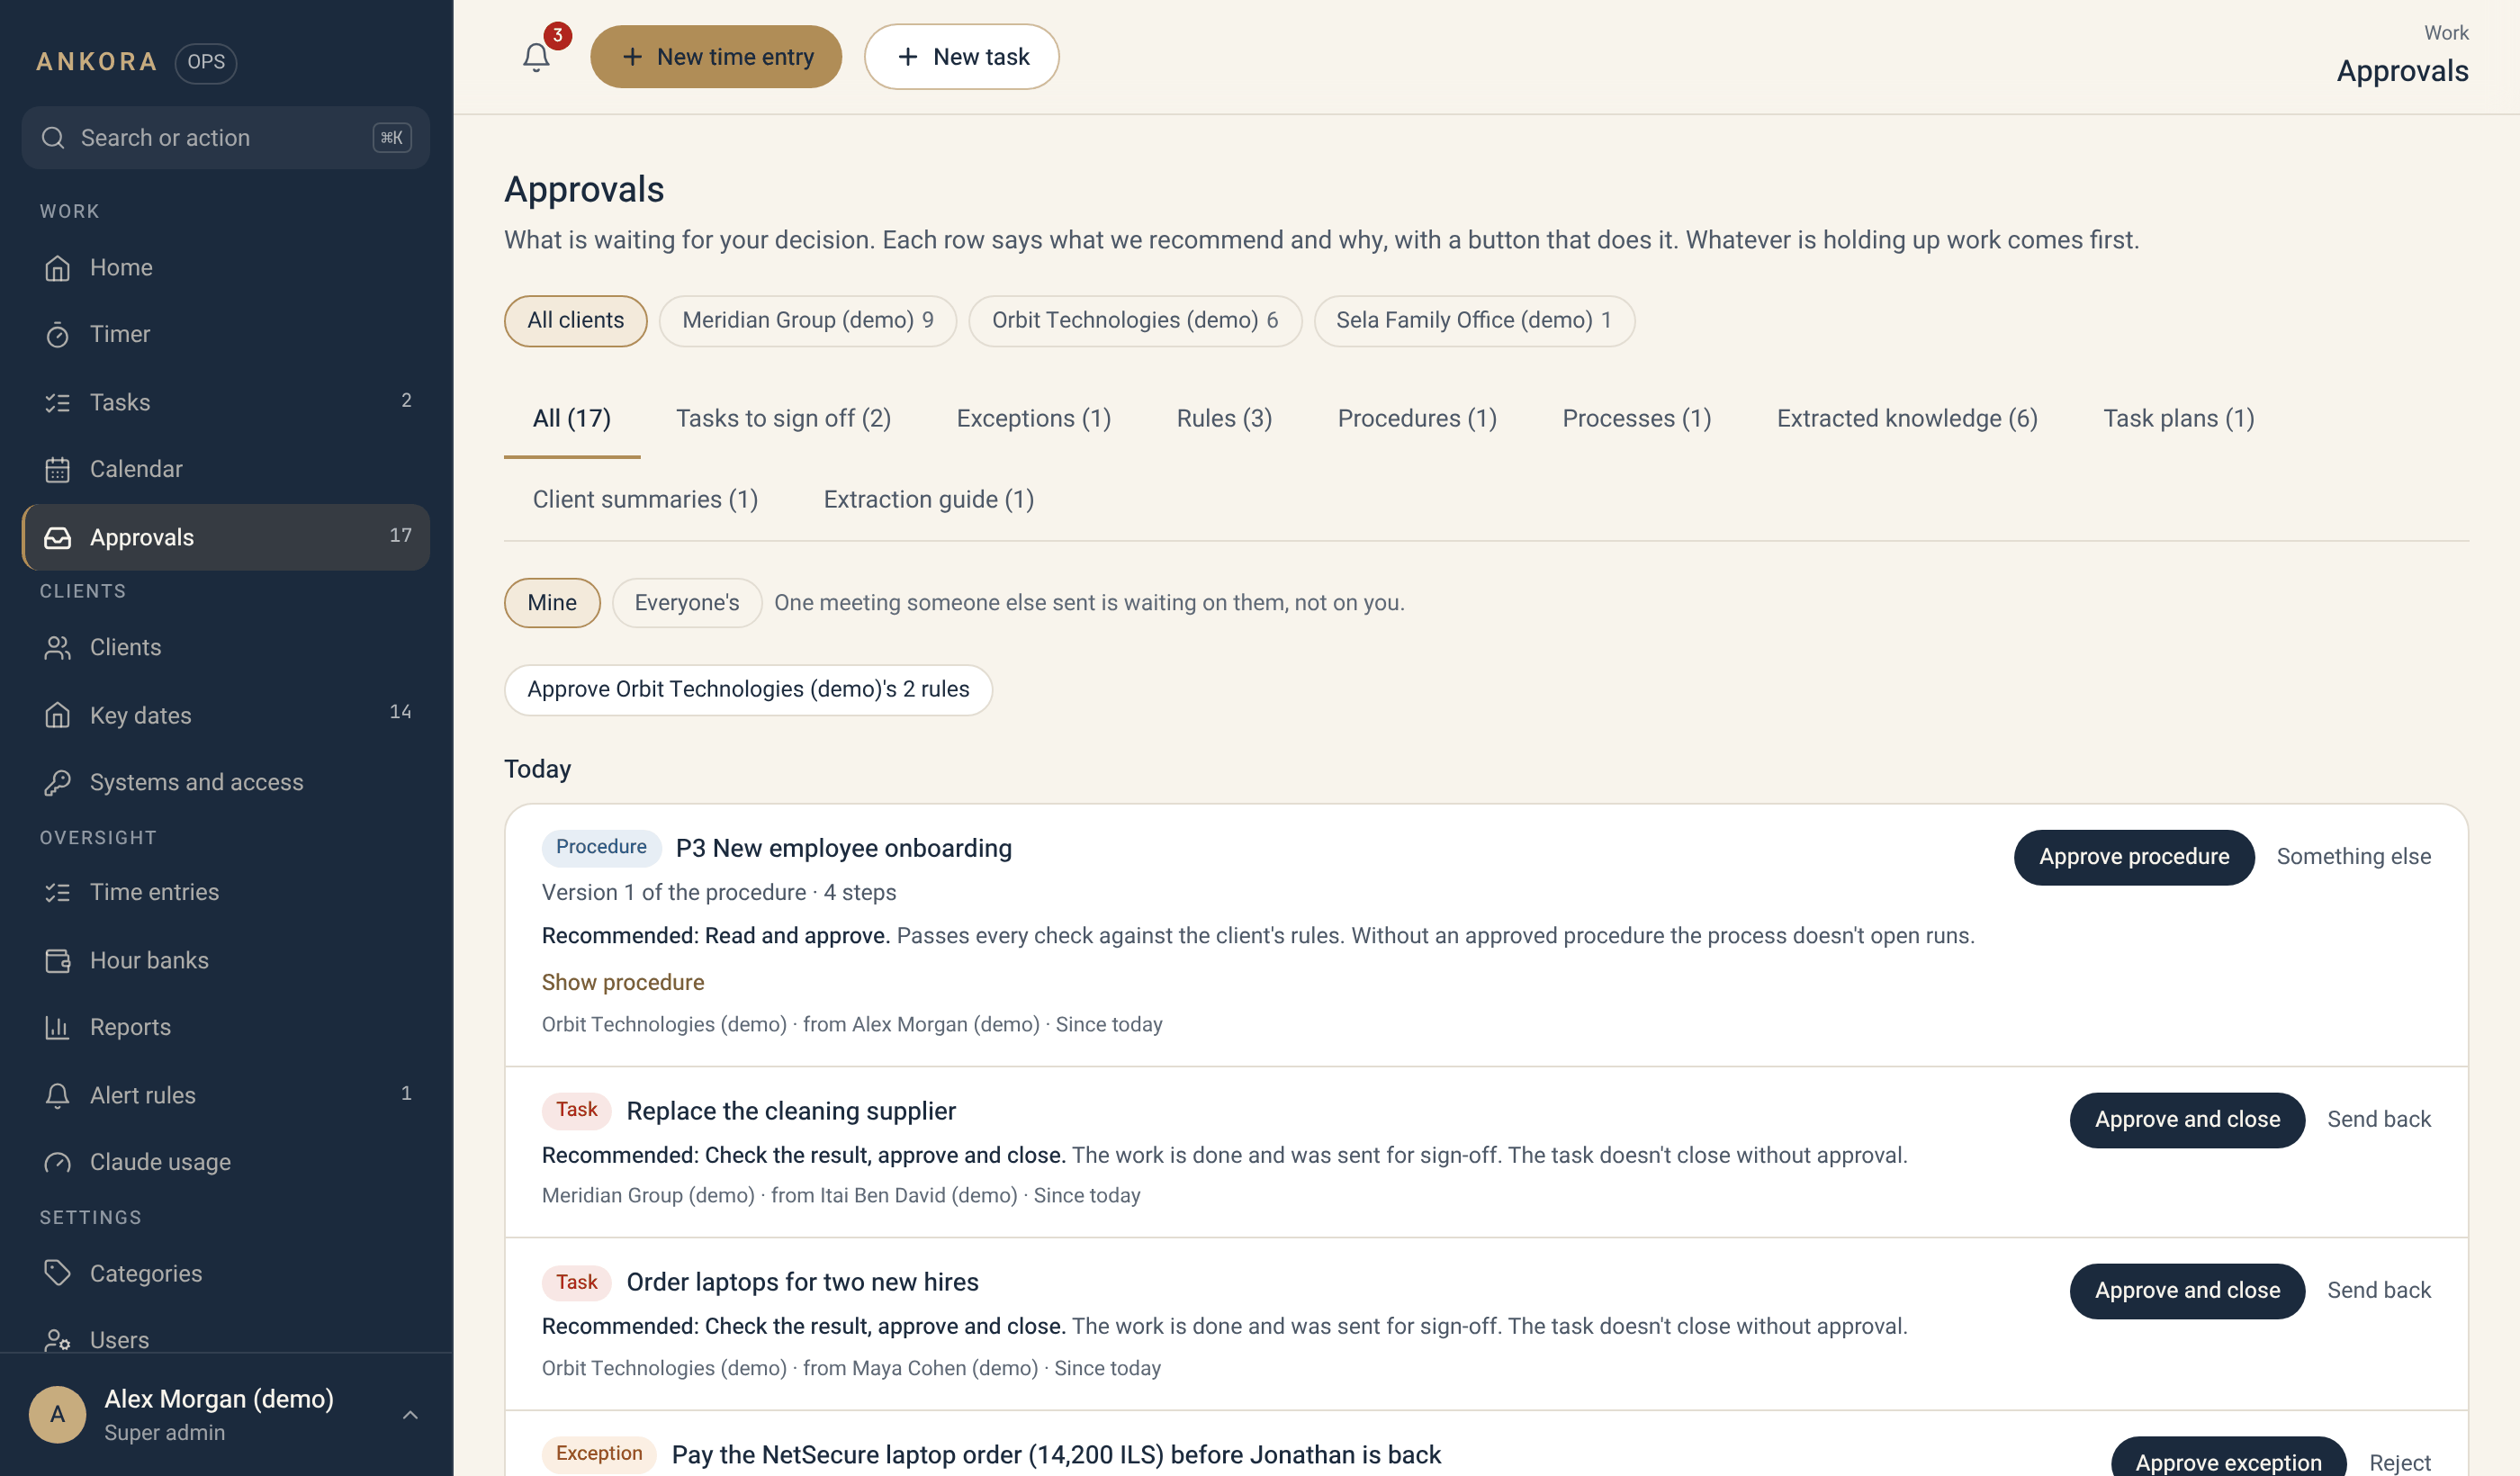 ANKORA OPS
Search or action ⌘K
WORK
Home
Timer
Tasks 2
Calendar
Approvals 17
CLIENTS
Clients
Key dates 14
Systems and access
OVERSIGHT
Time entries
Hour banks
Reports
Alert rules 1
Claude usage
SETTINGS
Categories
Users
A Alex Morgan (demo)
Super admin
3
+ New time entry
+ New task
Work
Approvals
Approvals
What is waiting for your decision. Each row says what we recommend and why, with a button that does it. Whatever is holding up work comes first.
All clients Meridian Group (demo) 9 Orbit Technologies (demo) 6 Sela Family Office (demo) 1
All (17) Tasks to sign off (2) Exceptions (1) Rules (3) Procedures (1) Processes (1) Extracted knowledge (6) Task plans (1)
Client summaries (1) Extraction guide (1)
Mine Everyone's One meeting someone else sent is waiting on them, not on you.
Approve Orbit Technologies (demo)'s 2 rules
Today
Procedure P3 New employee onboarding Approve procedure Something else
Version 1 of the procedure · 4 steps
Recommended: Read and approve. Passes every check against the client's rules. Without an approved procedure the process doesn't open runs.
Show procedure
Orbit Technologies (demo) · from Alex Morgan (demo) · Since today
Task Replace the cleaning supplier Approve and close Send back
Recommended: Check the result, approve and close. The work is done and was sent for sign-off. The task doesn't close without approval.
Meridian Group (demo) · from Itai Ben David (demo) · Since today
Task Order laptops for two new hires Approve and close Send back
Recommended: Check the result, approve and close. The work is done and was sent for sign-off. The task doesn't close without approval.
Orbit Technologies (demo) · from Maya Cohen (demo) · Since today
Exception Pay the NetSecure laptop order (14,200 ILS) before Jonathan is back Approve exception Reject